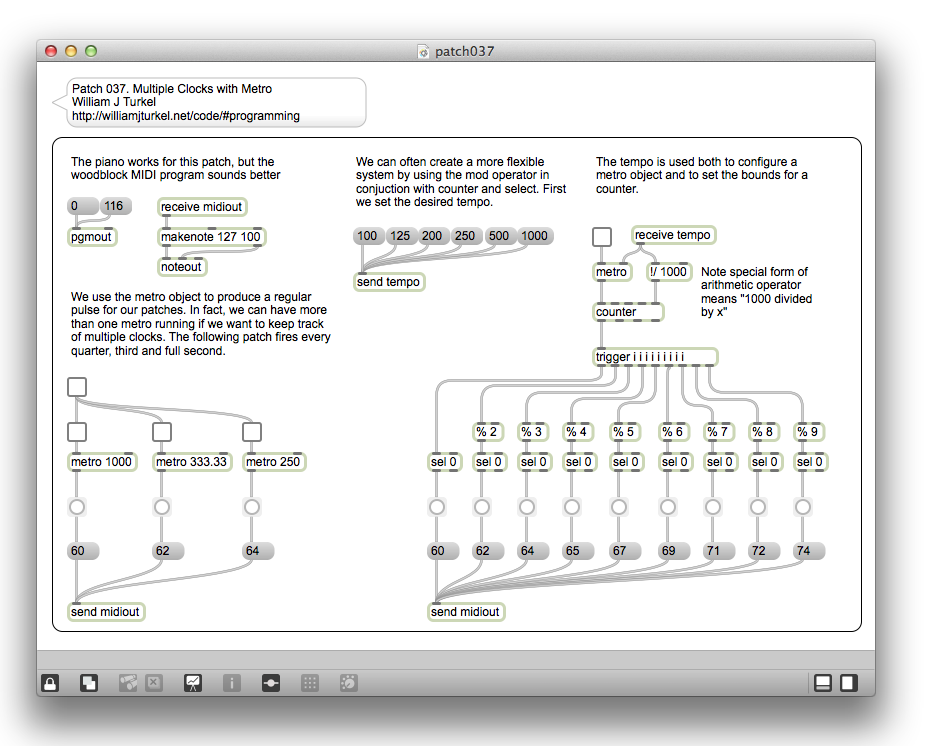 patch037
Patch 037. Multiple Clocks with Metro
William J Turkel
http://williamjturkel.net/code/#programming
The piano works for this patch, but the
woodblock MIDI program sounds better
0 116
pgmout
receive midiout
makenote 127 100
noteout
We use the metro object to produce a regular
pulse for our patches. In fact, we can have more
than one metro running if we want to keep track
of multiple clocks. The following patch fires every
quarter, third and full second.
metro 1000 metro 333.33 metro 250
60 62 64
send midiout
We can often create a more flexible
system by using the mod operator in
conjuction with counter and select. First
we set the desired tempo.
100 125 200 250 500 1000
send tempo
The tempo is used both to configure a
metro object and to set the bounds for a
counter.
receive tempo
metro !/ 1000
Note special form of
arithmetic operator
means "1000 divided
by x"
counter
trigger i i i i i i i i i
% 2 % 3 % 4 % 5 % 6 % 7 % 8 % 9
sel 0 sel 0 sel 0 sel 0 sel 0 sel 0 sel 0 sel 0 sel 0
60 62 64 65 67 69 71 72 74
send midiout